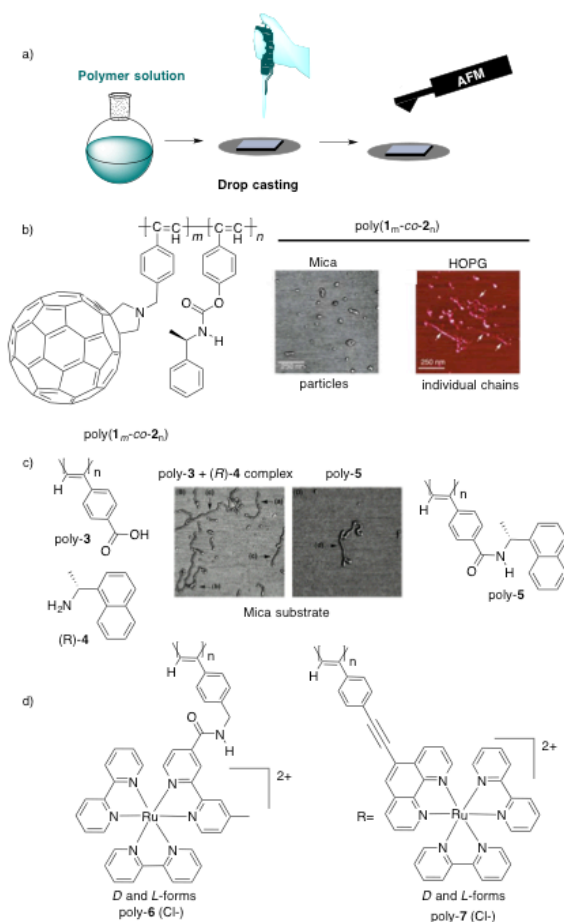 a)
Polymer solution
AFM
Drop casting
b)
C=C
H
m
C=C
H
n
poly(1m-co-2n)
Mica
HOPG
N
O
O
N
H
250 nm
particles
individual chains
poly(1m-co-2n)
c)
n
H
OH
O
poly-3
poly-3 + (R)-4 complex
poly-5
n
H
O
N
H
poly-5
H2N
(R)-4
Mica substrate
d)
n
H
O
N
H
2+
N
N
N
N
N
N
Ru
D and L-forms
poly-6 (Cl-)
n
H
2+
R=
N
N
N
N
N
N
Ru
D and L-forms
poly-7 (Cl-)